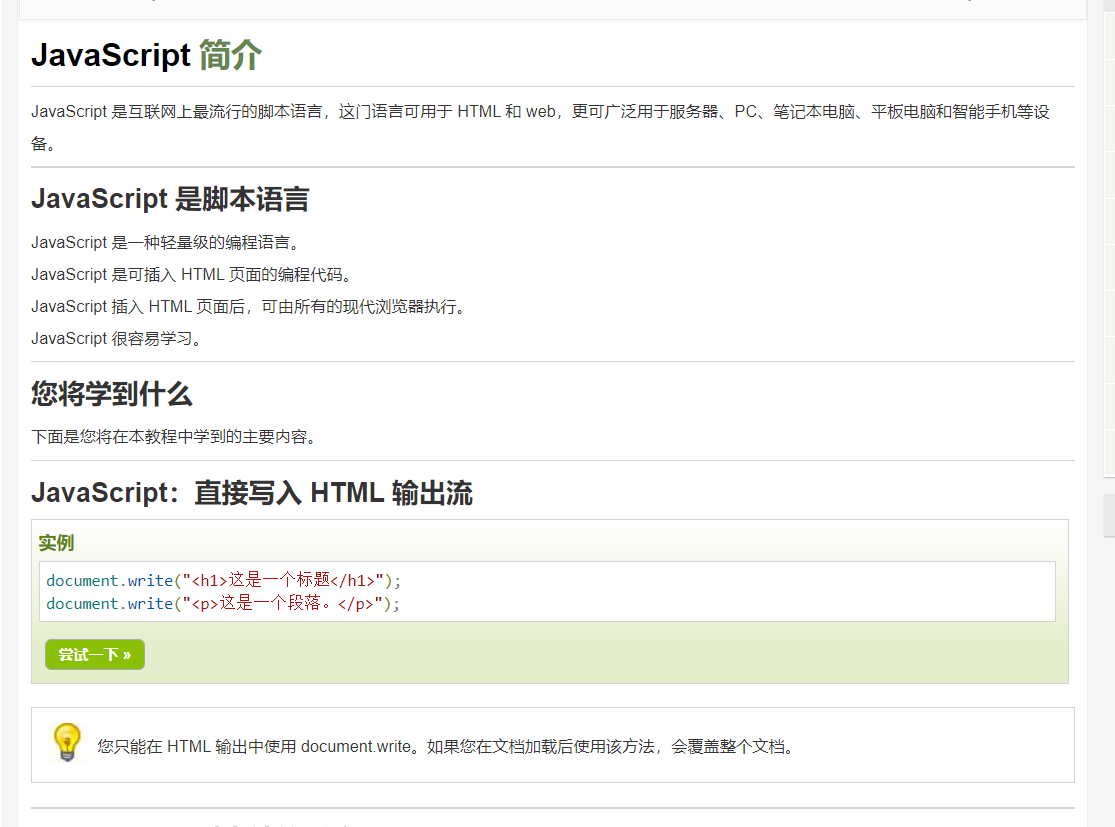 JavaScript 简介
JavaScript 是互联网上最流行的脚本语言，这门语言可用于 HTML 和 web，更可广泛用于服务器、PC、笔记本电脑、平板电脑和智能手机等设
备。
JavaScript 是脚本语言
JavaScript 是一种轻量级的编程语言。
JavaScript 是可插入 HTML 页面的编程代码。
JavaScript 插入 HTML 页面后，可由所有的现代浏览器执行。
JavaScript 很容易学习。
您将学到什么
下面是您将在本教程中学到的主要内容。
JavaScript：直接写入 HTML 输出流
实例
document.write("<h1>这是一个标题</h1>");
document.write("<p>这是一个段落。</p>");
尝试一下 »
您只能在 HTML 输出中使用 document.write。如果您在文档加载后使用该方法，会覆盖整个文档。